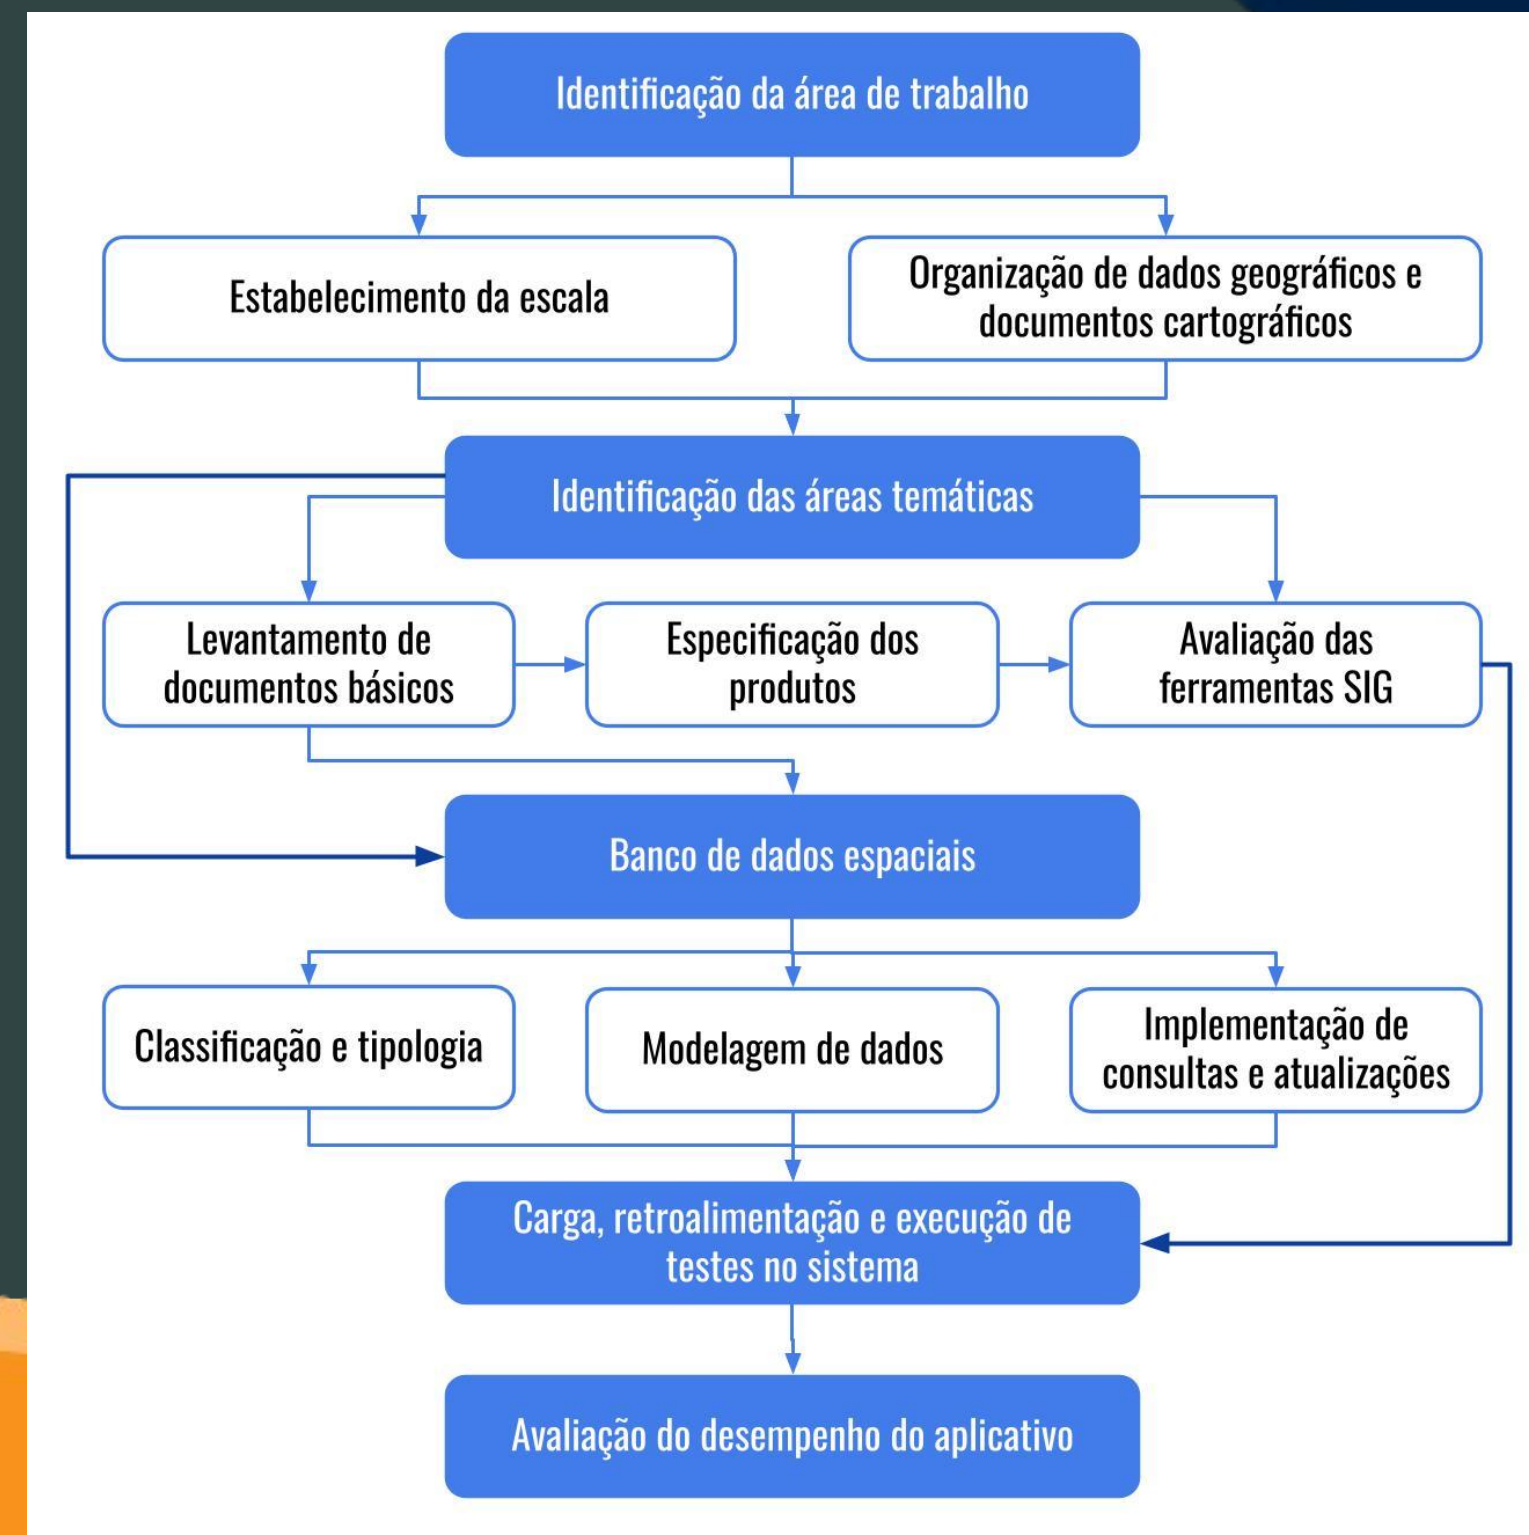 Identificação da área de trabalho
Estabelecimento da escala
Organização de dados geográficos e
documentos cartográficos
Identificação das áreas temáticas
Levantamento de
documentos básicos
Especificação dos
produtos
Avaliação das
ferramentas SIG
Banco de dados espaciais
Classificação e tipologia
Modelagem de dados
Implementação de
consultas e atualizações
Carga, retroalimentação e execução de
testes no sistema
Avaliação do desempenho do aplicativo